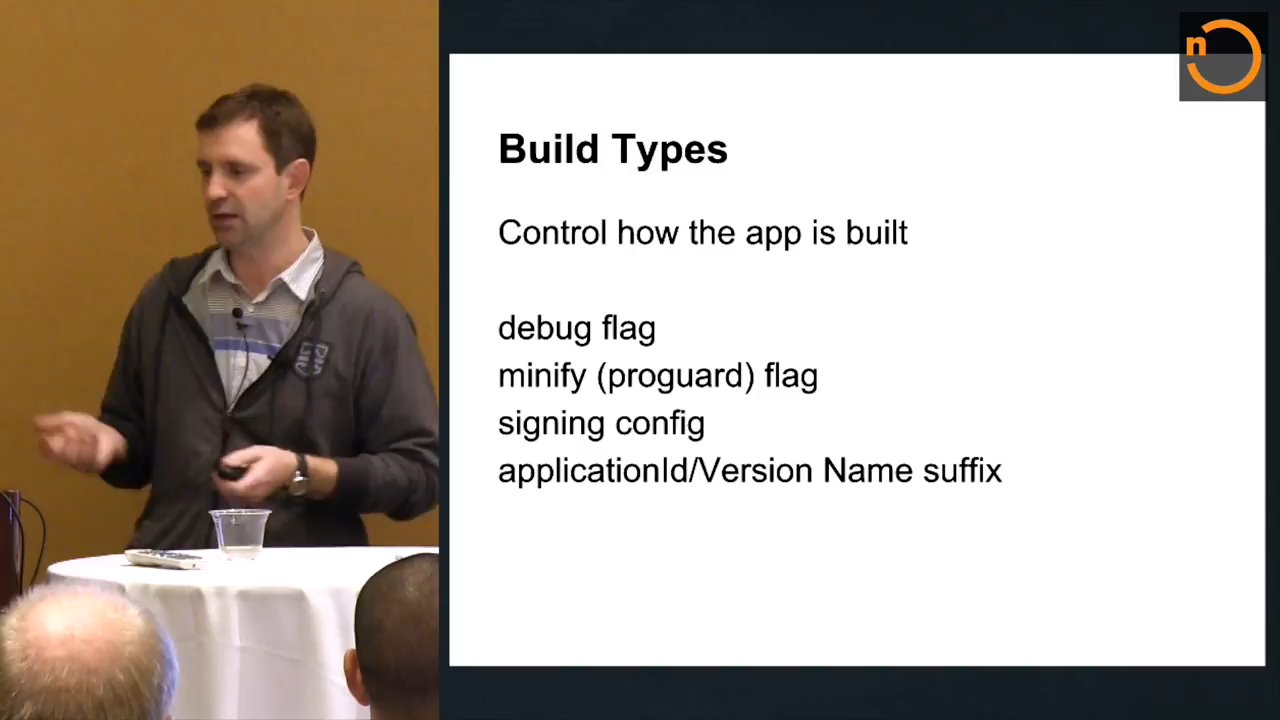 n
Build Types
Control how the app is built
debug flag
minify (proguard) flag
signing config
applicationId/Version Name suffix